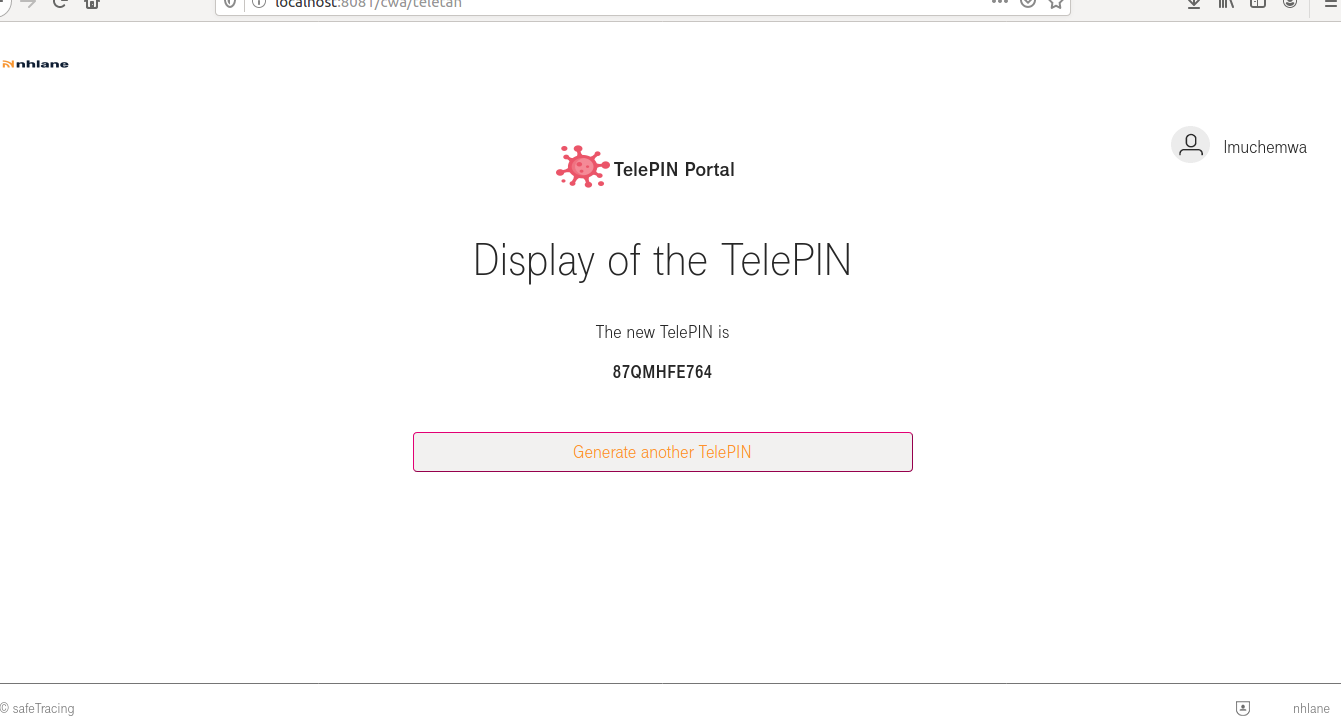 localhost:8081/cwa/teletan
nhlane
lmuchemwa
TelePIN Portal
Display of the TelePIN
The new TelePIN is
87QMHFE764
Generate another TelePIN
© safeTracing
nhlane